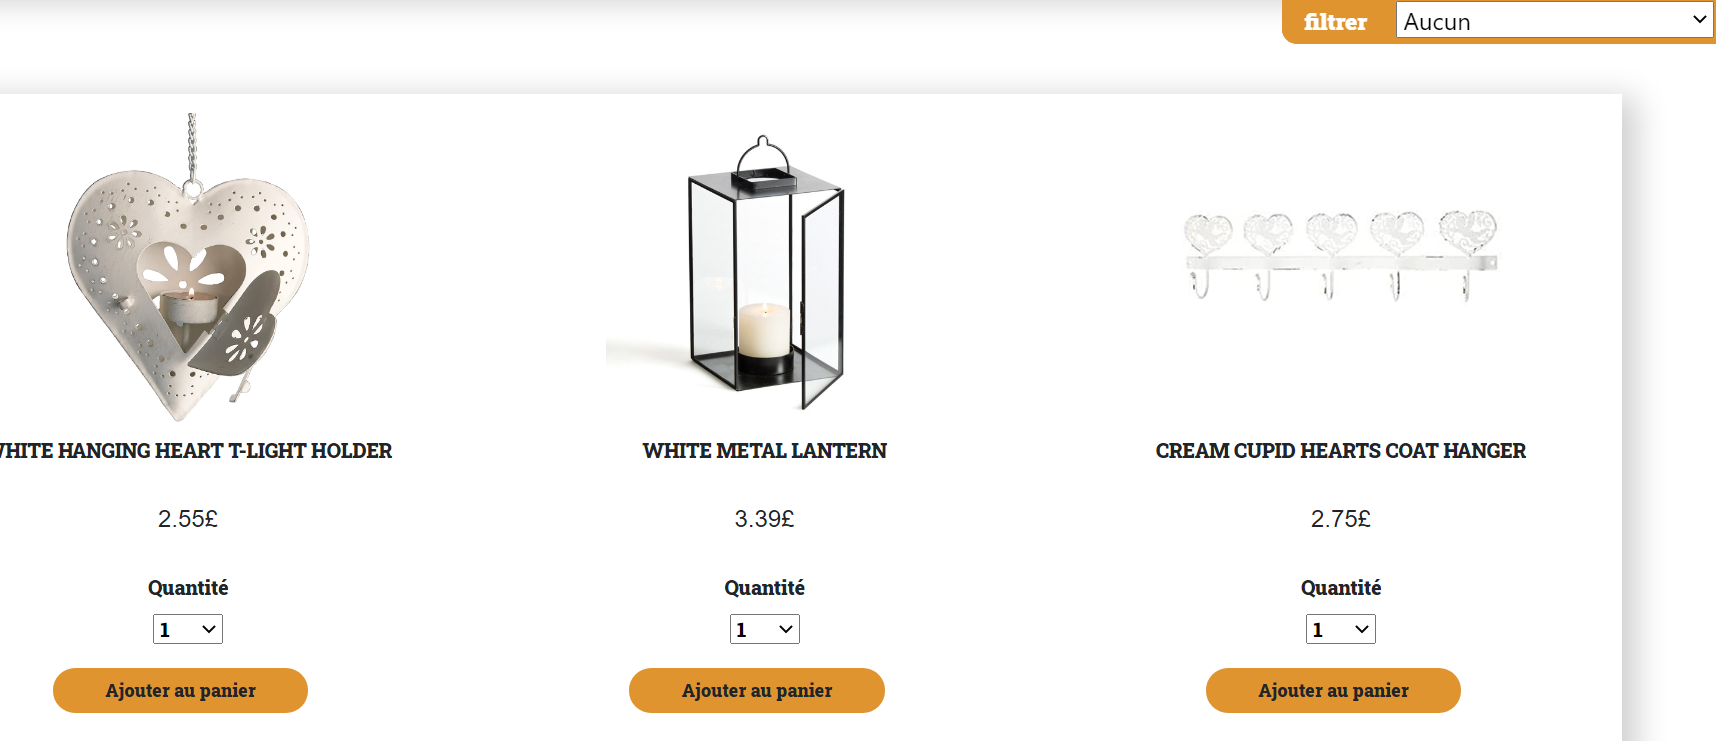 filtrer Aucun
HITE HANGING HEART T-LIGHT HOLDER
2.55£
Quantité
1
Ajouter au panier
WHITE METAL LANTERN
3.39£
Quantité
1
Ajouter au panier
CREAM CUPID HEARTS COAT HANGER
2.75£
Quantité
1
Ajouter au panier